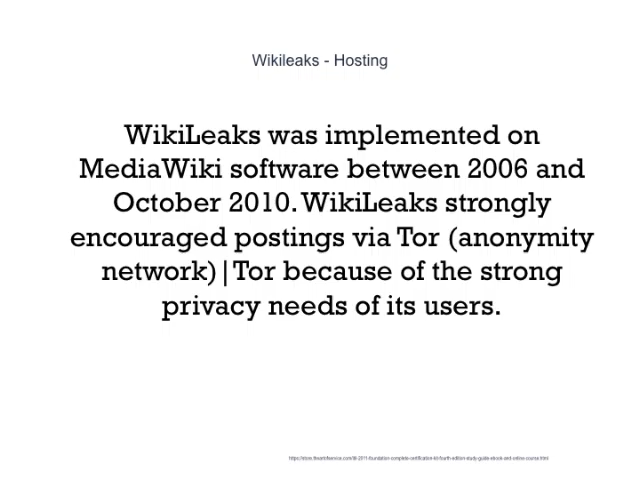 Wikileaks - Hosting
WikiLeaks was implemented on
MediaWiki software between 2006 and
October 2010. WikiLeaks strongly
encouraged postings via Tor (anonymity
network)|Tor because of the strong
privacy needs of its users.